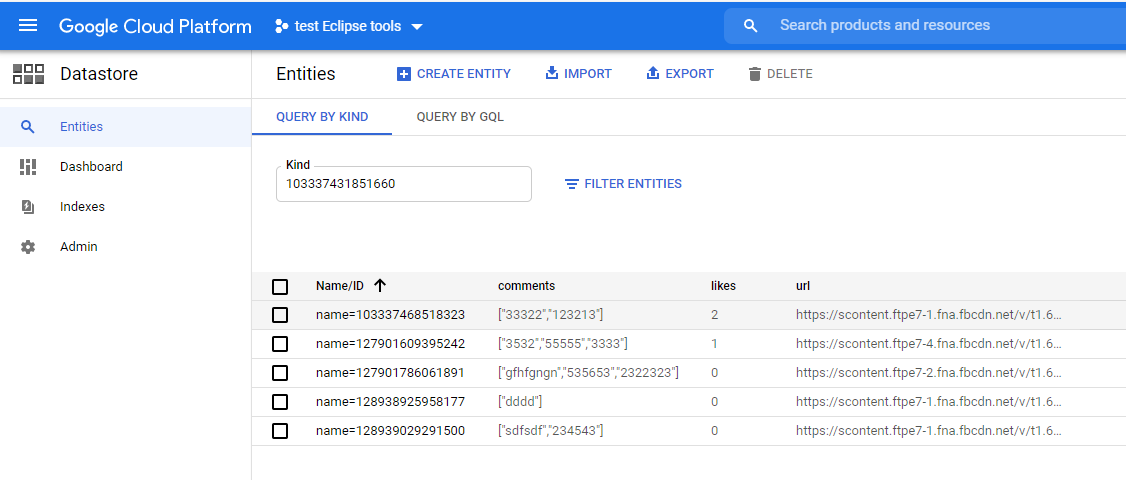 Google Cloud Platform test Eclipse tools Search products and resources
Datastore Entities CREATE ENTITY IMPORT EXPORT DELETE
Entities QUERY BY KIND QUERY BY GQL
Dashboard Kind
103337431851660 FILTER ENTITIES
Indexes
Admin
Name/ID comments likes url
name=103337468518323 ["33322","123213"] 2 https://scontent.ftpe7-1.fna.fbcdn.net/v/t1.6...
name=127901609395242 ["3532","55555","3333"] 1 https://scontent.ftpe7-4.fna.fbcdn.net/v/t1.6...
name=127901786061891 ["gfhfgngn","535653","2322323"] 0 https://scontent.ftpe7-2.fna.fbcdn.net/v/t1.6...
name=128938925958177 ["dddd"] 0 https://scontent.ftpe7-1.fna.fbcdn.net/v/t1.6...
name=128939029291500 ["sdfsdf","234543"] 0 https://scontent.ftpe7-1.fna.fbcdn.net/v/t1.6...